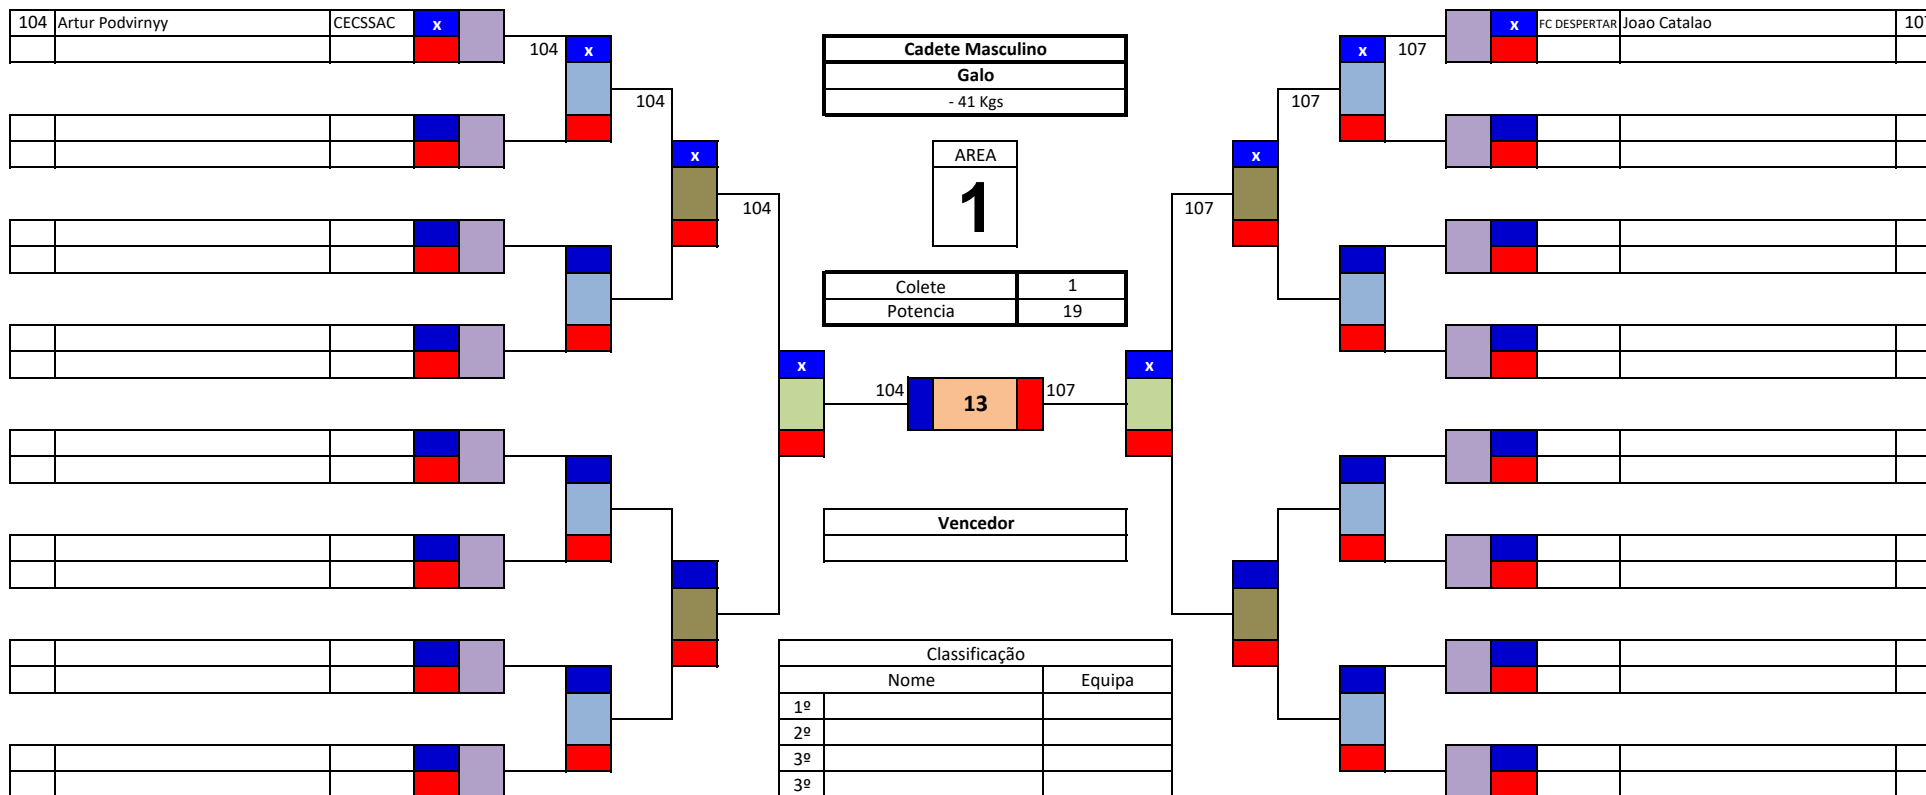 104 Artur Podvirnyy CECSSAC x
x FC DESPERTAR Joao Catalao 107
104 x
x 107
Cadete Masculino
Galo
- 41 Kgs
104
107
x
AREA
x
1
104
107
Colete 1
Potencia 19
x
x
104 13 107
Vencedor
Classificação
Nome Equipa
1º
2º
3º
3º